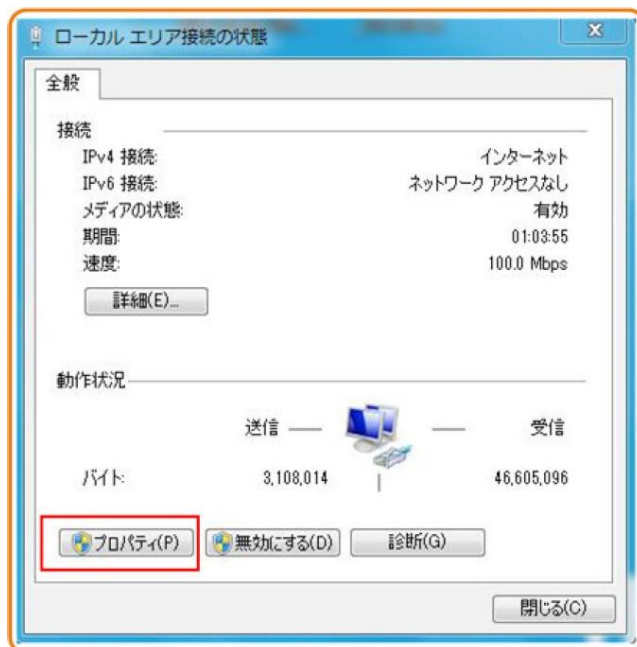 ローカル エリア接続の状態
全般
接続
IPv4 接続: インターネット
IPv6 接続: ネットワーク アクセスなし
メディアの状態: 有効
期間: 01:03:55
速度: 100.0 Mbps
詳細(E)...
動作状況
送信 受信
バイト: 3,108,014 46,605,096
プロパティ(P) 無効にする(D) 診断(G)
閉じる(C)